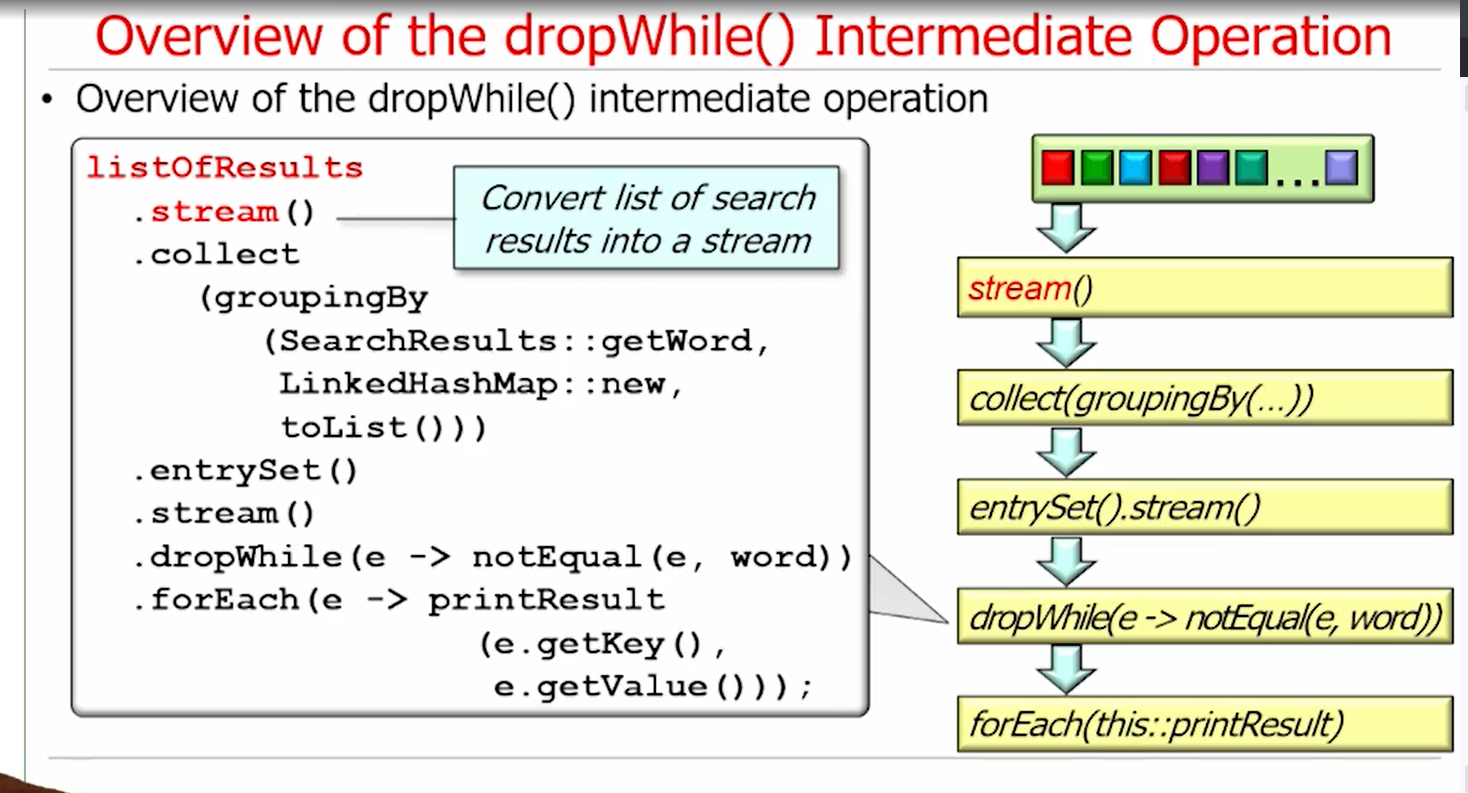 Overview of the dropWhile() Intermediate Operation
• Overview of the dropWhile() intermediate operation
listOfResults
.stream()
.collect
(groupingBy
(SearchResults::getWord,
LinkedHashMap::new,
toList()))
.entrySet()
.stream()
.dropWhile(e -> notEqual(e, word))
.forEach(e -> printResult
(e.getKey(),
e.getValue()));
Convert list of search
results into a stream
...
stream()
collect(groupingBy(...))
entrySet().stream()
dropWhile(e -> notEqual(e, word))
forEach(this::printResult)